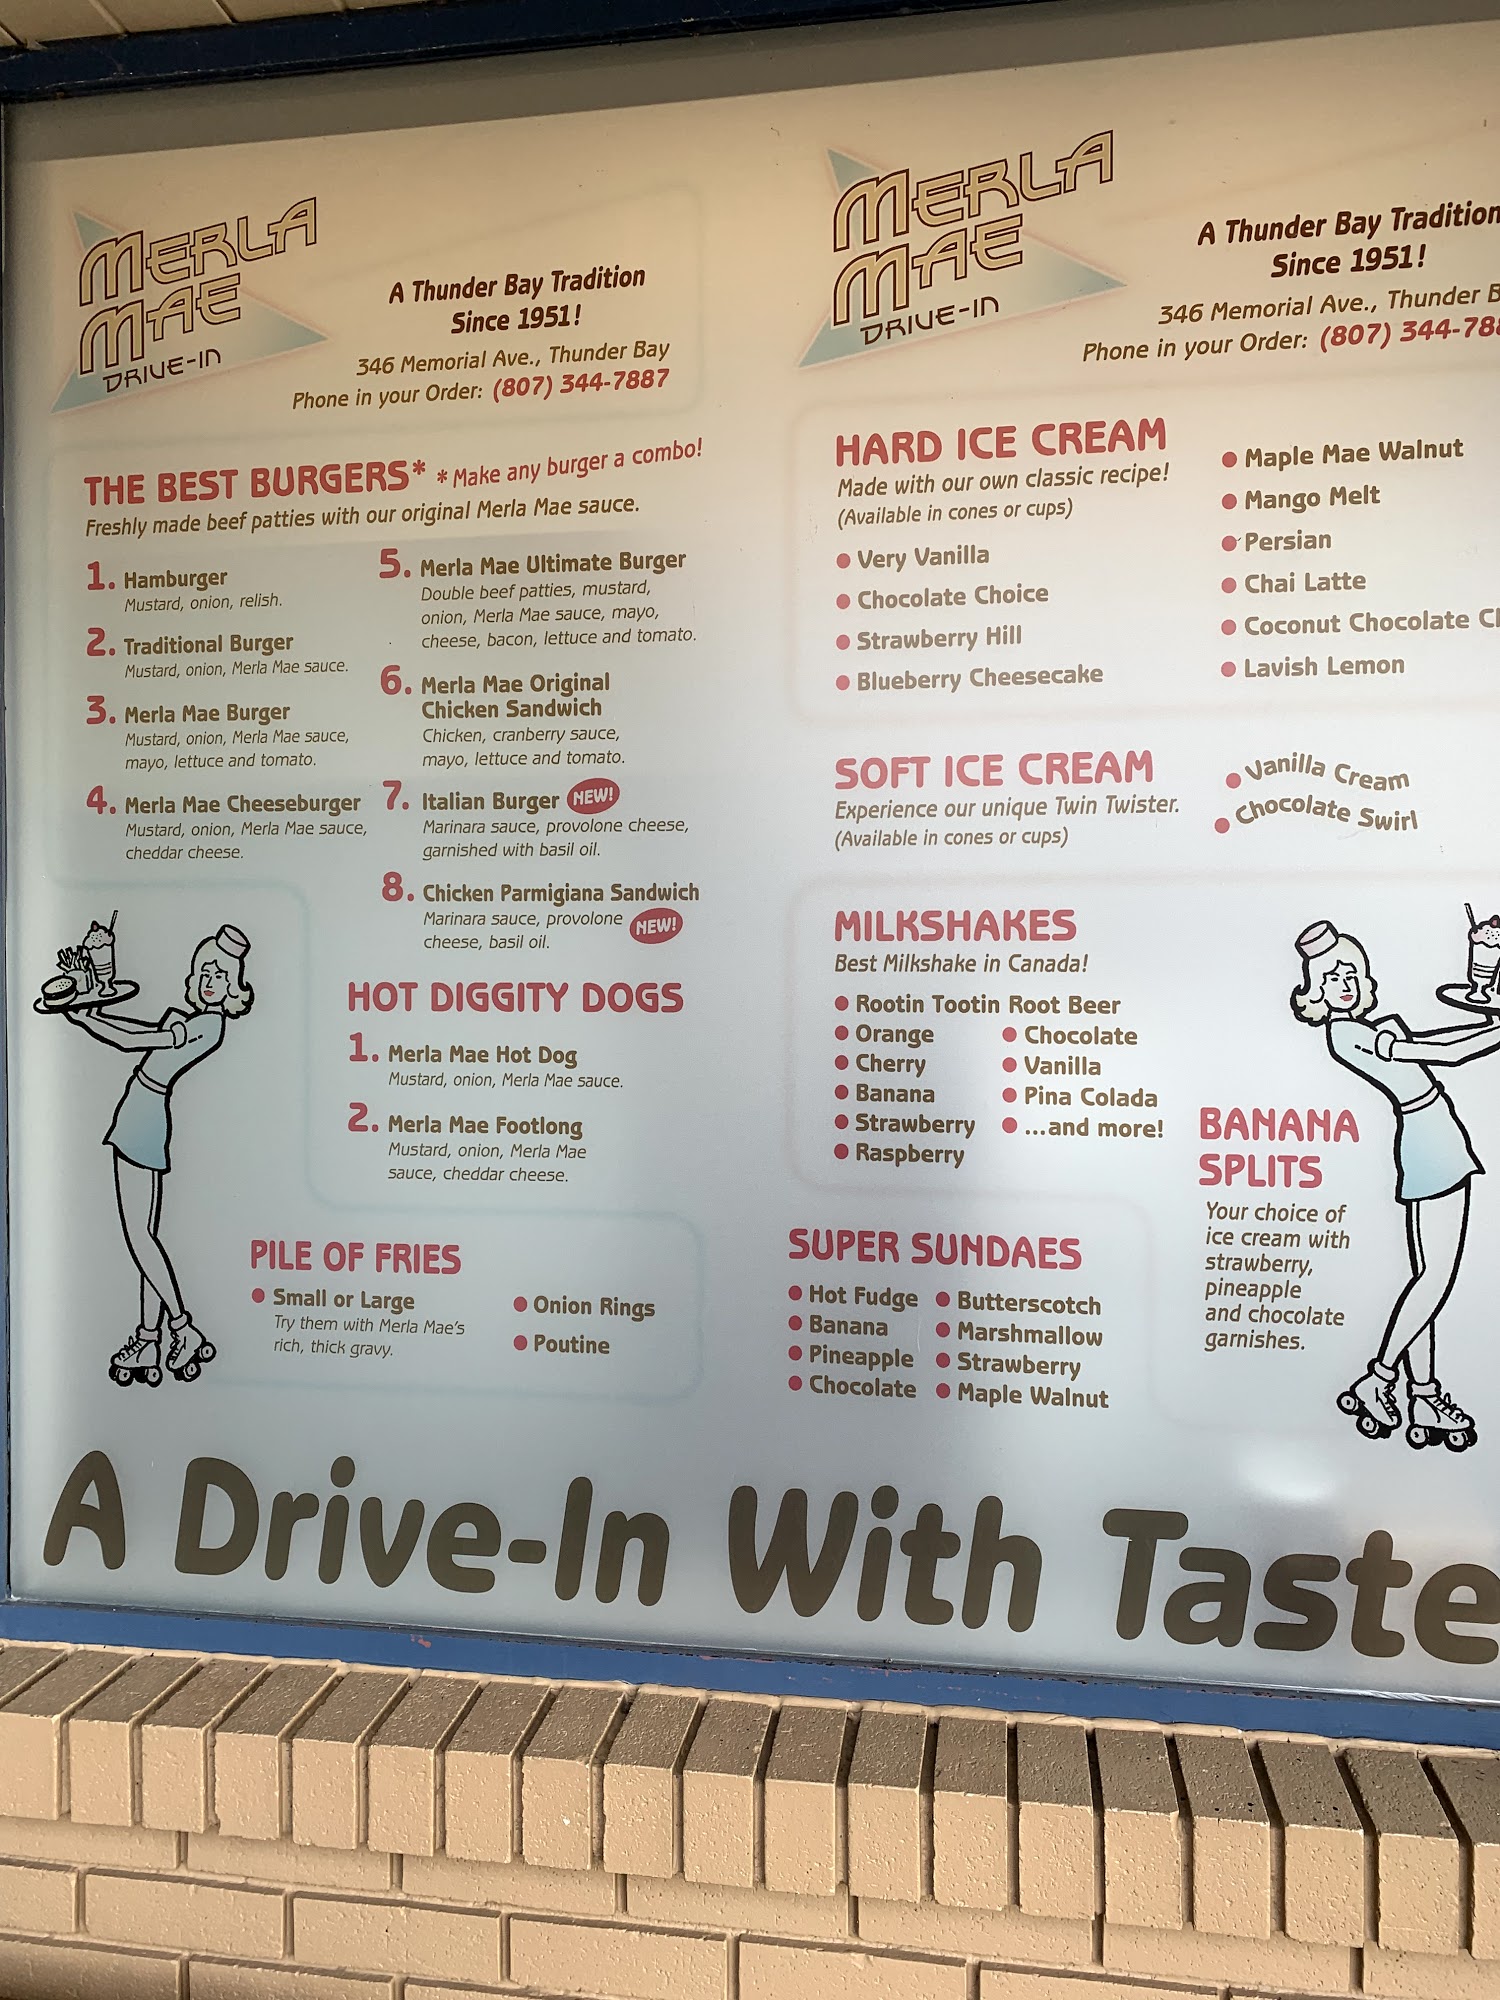 MERLA
MAE
DRIVE-IN
A Thunder Bay Tradition
Since 1951!
346 Memorial Ave., Thunder Bay
Phone in your Order: (807) 344-7887
THE BEST BURGERS* *Make any burger a combo!
Freshly made beef patties with our original Merla Mae sauce.
1. Hamburger
Mustard, onion, relish.
2. Traditional Burger
Mustard, onion, Merla Mae sauce.
3. Merla Mae Burger
Mustard, onion, Merla Mae sauce,
mayo, lettuce and tomato.
4. Merla Mae Cheeseburger
Mustard, onion, Merla Mae sauce,
cheddar cheese.
5. Merla Mae Ultimate Burger
Double beef patties, mustard,
onion, Merla Mae sauce, mayo,
cheese, bacon, lettuce and tomato.
6. Merla Mae Original
Chicken Sandwich
Chicken, cranberry sauce,
mayo, lettuce and tomato.
7. Italian Burger NEW!
Marinara sauce, provolone cheese,
garnished with basil oil.
8. Chicken Parmigiana Sandwich
Marinara sauce, provolone NEW!
cheese, basil oil.
HOT DIGGITY DOGS
1. Merla Mae Hot Dog
Mustard, onion, Merla Mae sauce.
2. Merla Mae Footlong
Mustard, onion, Merla Mae
sauce, cheddar cheese.
PILE OF FRIES
Small or Large
Try them with Merla Mae's
rich, thick gravy.
Onion Rings
Poutine
MERLA
MAE
DRIVE-IN
A Thunder Bay Tradition
Since 1951!
346 Memorial Ave., Thunder B
Phone in your Order: (807) 344-788
HARD ICE CREAM
Made with our own classic recipe!
(Available in cones or cups)
Very Vanilla
Chocolate Choice
Strawberry Hill
Blueberry Cheesecake
Maple Mae Walnut
Mango Melt
Persian
Chai Latte
Coconut Chocolate C
Lavish Lemon
SOFT ICE CREAM
Experience our unique Twin Twister.
(Available in cones or cups)
Vanilla Cream
Chocolate Swirl
MILKSHAKES
Best Milkshake in Canada!
Rootin Tootin Root Beer
Orange
Cherry
Banana
Strawberry
Raspberry
Chocolate
Vanilla
Pina Colada
...and more!
BANANA
SPLITS
Your choice of
ice cream with
strawberry,
pineapple
and chocolate
garnishes.
SUPER SUNDAES
Hot Fudge
Banana
Pineapple
Chocolate
Butterscotch
Marshmallow
Strawberry
Maple Walnut
A Drive-In With Taste